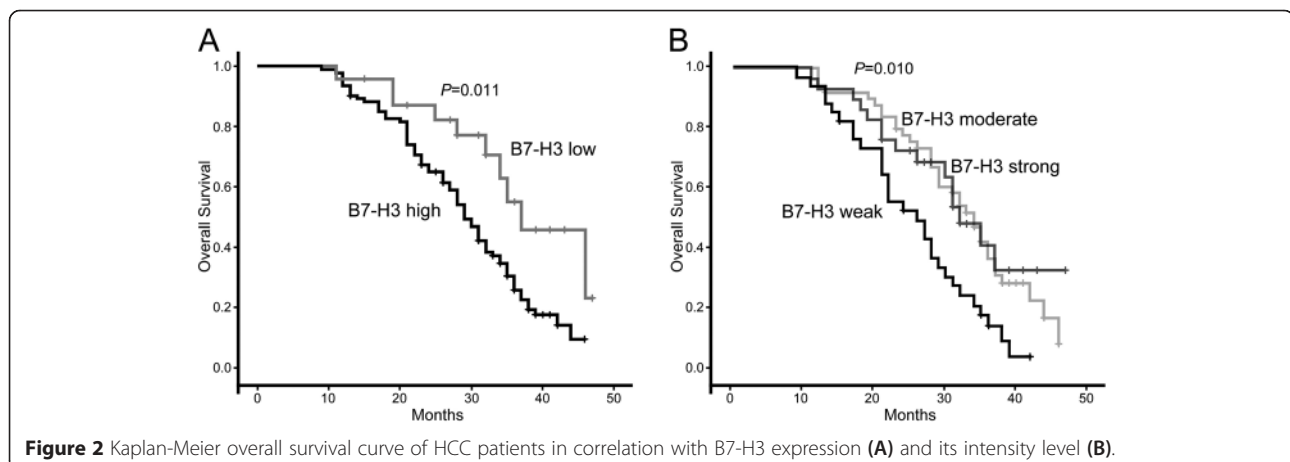 A
1.0
0.8
0.6
0.4
0.2
0.0
Overall Survival
P=0.011
B7-H3 low
B7-H3 high
0 10 20 30 40 50
Months
B
1.0
0.8
0.6
0.4
0.2
0.0
Overall Survival
P=0.010
B7-H3 moderate
B7-H3 strong
B7-H3 weak
0 10 20 30 40 50
Months
Figure 2 Kaplan-Meier overall survival curve of HCC patients in correlation with B7-H3 expression (A) and its intensity level (B).